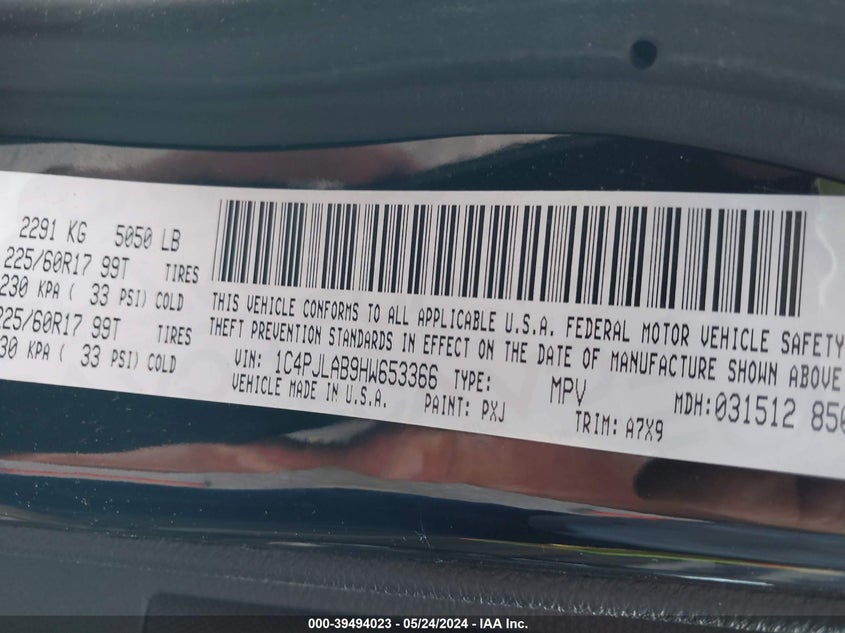 2291 KG 5050 LB
225/60R17 99T TIRES
230 KPA ( 33 PSI) COLD
225/60R17 99T TIRES
30 KPA ( 33 PSI) COLD
THIS VEHICLE CONFORMS TO ALL APPLICABLE U.S.A. FEDERAL MOTOR VEHICLE SAFETY
THEFT PREVENTION STANDARDS IN EFFECT ON THE DATE OF MANUFACTURE SHOWN ABOVE
VIN: 1C4PJLAB9HW653366 TYPE: MPV MDH:031512 850
VEHICLE MADE IN U.S.A. PAINT: PXJ TRIM: A7X9
000-39494023 - 05/24/2024 - IAA Inc.